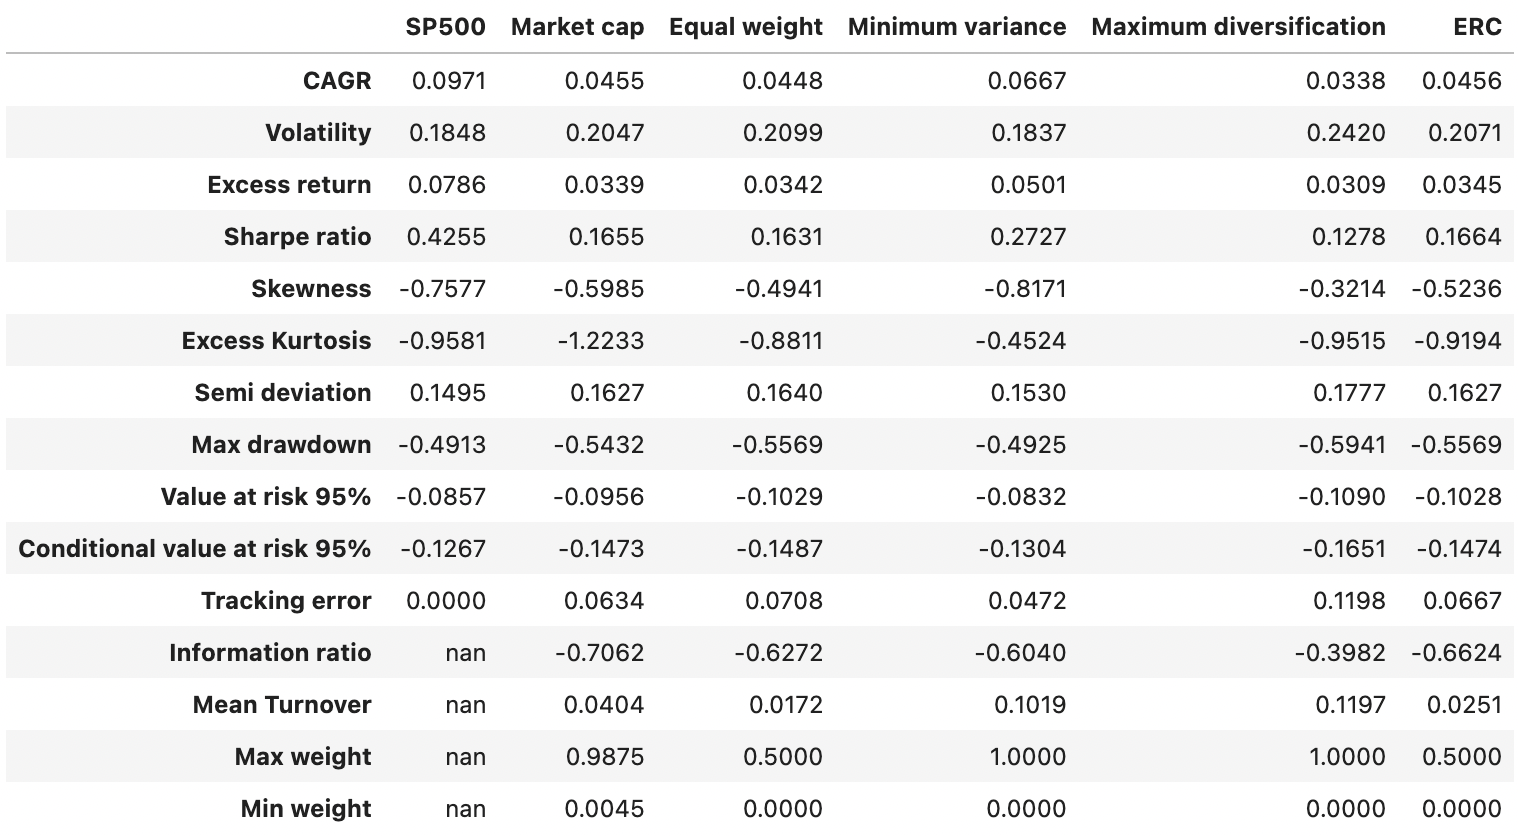 SP500 Market cap Equal weight Minimum variance Maximum diversification ERC
CAGR 0.0971 0.0455 0.0448 0.0667 0.0338 0.0456
Volatility 0.1848 0.2047 0.2099 0.1837 0.2420 0.2071
Excess return 0.0786 0.0339 0.0342 0.0501 0.0309 0.0345
Sharpe ratio 0.4255 0.1655 0.1631 0.2727 0.1278 0.1664
Skewness -0.7577 -0.5985 -0.4941 -0.8171 -0.3214 -0.5236
Excess Kurtosis -0.9581 -1.2233 -0.8811 -0.4524 -0.9515 -0.9194
Semi deviation 0.1495 0.1627 0.1640 0.1530 0.1777 0.1627
Max drawdown -0.4913 -0.5432 -0.5569 -0.4925 -0.5941 -0.5569
Value at risk 95% -0.0857 -0.0956 -0.1029 -0.0832 -0.1090 -0.1028
Conditional value at risk 95% -0.1267 -0.1473 -0.1487 -0.1304 -0.1651 -0.1474
Tracking error 0.0000 0.0634 0.0708 0.0472 0.1198 0.0667
Information ratio nan -0.7062 -0.6272 -0.6040 -0.3982 -0.6624
Mean Turnover nan 0.0404 0.0172 0.1019 0.1197 0.0251
Max weight nan 0.9875 0.5000 1.0000 1.0000 0.5000
Min weight nan 0.0045 0.0000 0.0000 0.0000 0.0000